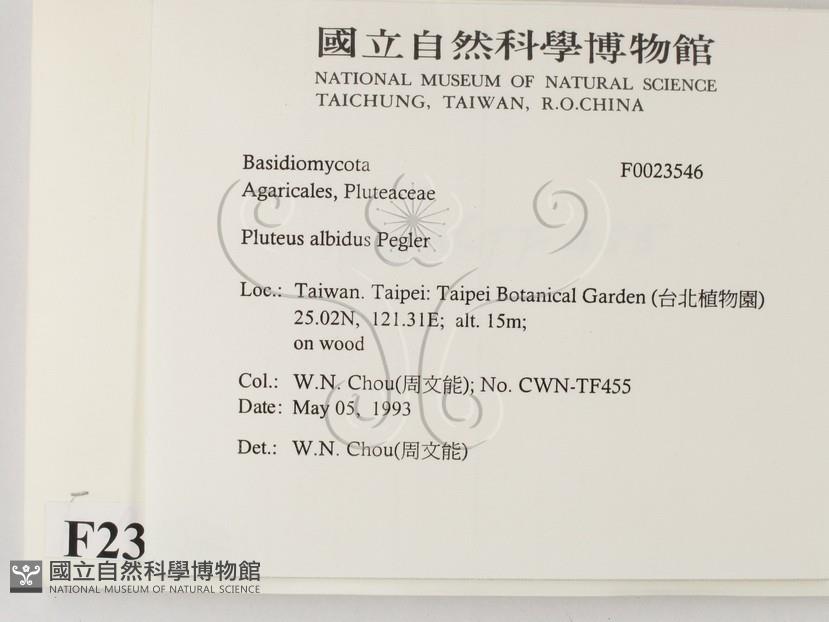 國立自然科學博物館
NATIONAL MUSEUM OF NATURAL SCIENCE
TAICHUNG, TAIWAN, R.O.CHINA
Basidiomycota F0023546
Agaricales, Pluteaceae
Pluteus albidus Pegler
Loc.: Taiwan. Taipei: Taipei Botanical Garden (台北植物園)
25.02N, 121.31E; alt. 15m;
on wood
Col.: W.N. Chou(周文能); No. CWN-TF455
Date: May 05, 1993
Det.: W.N. Chou(周文能)
F23
國立自然科學博物館
NATIONAL MUSEUM OF NATURAL SCIENCE